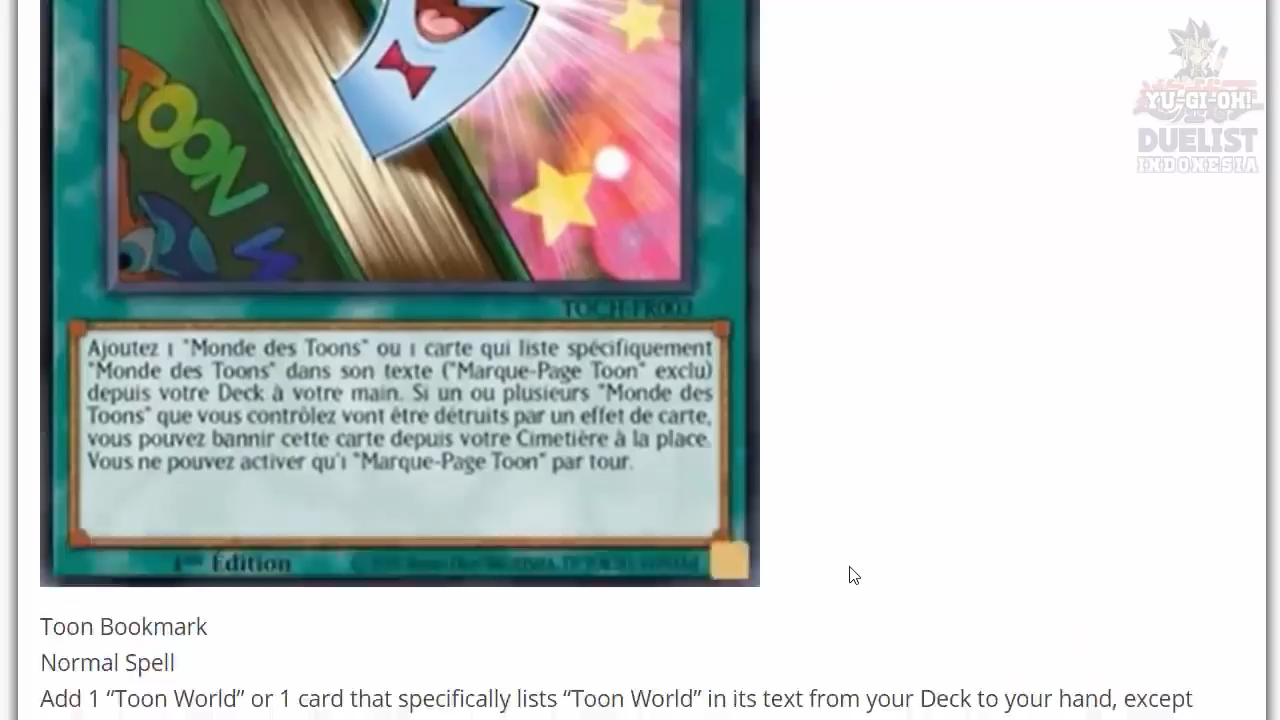 YU-GI-OH!
DUELIST
INDONESIA
TOON
TOCH-FR003
Ajoutez 1 "Monde des Toons" ou 1 carte qui liste spécifiquement
"Monde des Toons" dans son texte ("Marque-Page Toon" exclu)
depuis votre Deck à votre main. Si un ou plusieurs "Monde des
Toons" que vous contrôlez vont être détruits par un effet de carte,
vous pouvez bannir cette carte depuis votre Cimetière à la place.
Vous ne pouvez activer qu'1 "Marque-Page Toon" par tour.
Édition
Toon Bookmark
Normal Spell
Add 1 “Toon World” or 1 card that specifically lists “Toon World” in its text from your Deck to your hand, except